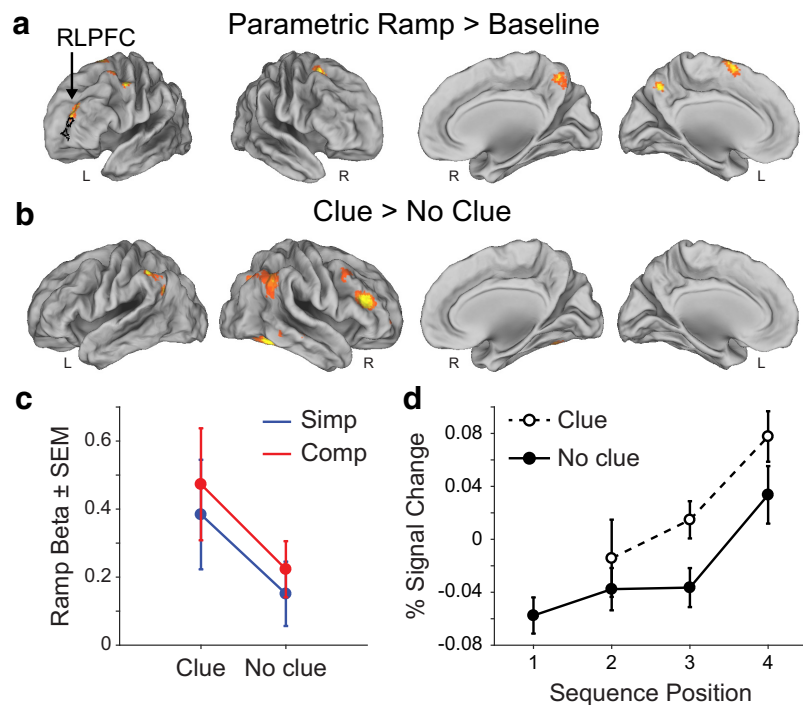 a
Parametric Ramp > Baseline
RLPFC
L
R
R
L
b
Clue > No Clue
L
R
R
L
c
Ramp Beta ± SEM
0.6
0.4
0.2
0
Simp
Comp
Clue
No clue
d
% Signal Change
0.08
0.04
0
-0.04
-0.08
Clue
No clue
1
2
3
4
Sequence Position